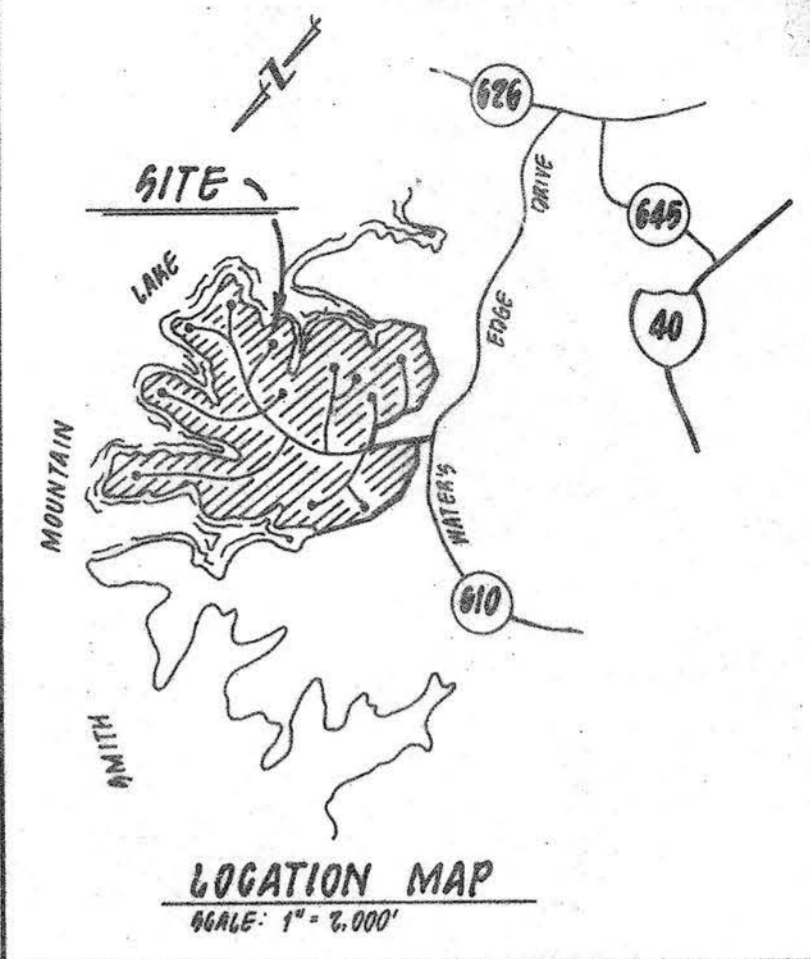 N
626
SITE
DRIVE
645
LAKE
EDGE
40
MOUNTAIN
WATER'S
610
SMITH
LOCATION MAP
SCALE: 1" = 2,000'